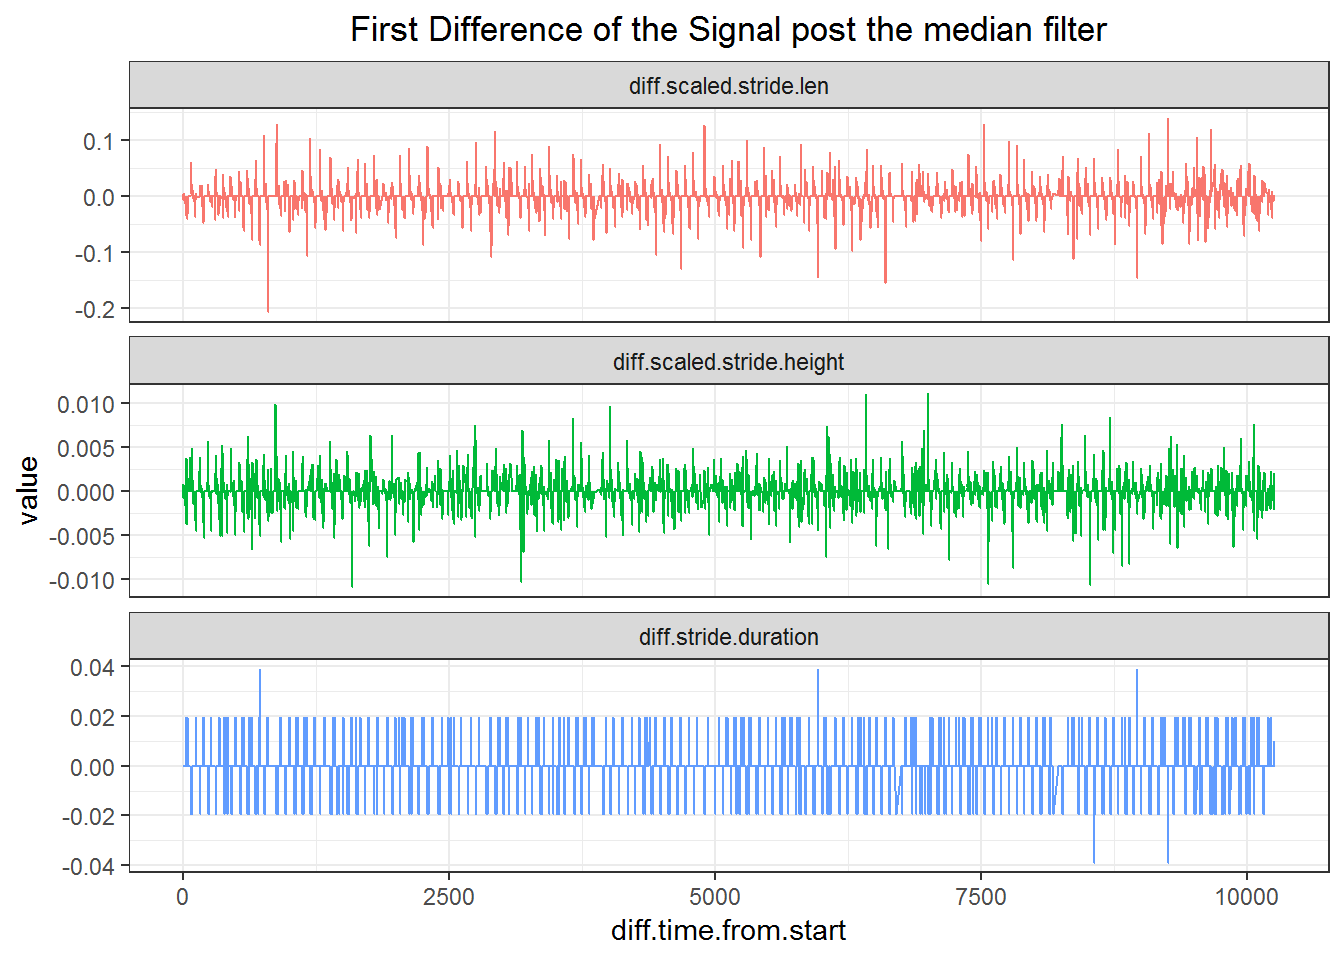 First Difference of the Signal post the median filter
diff.scaled.stride.len
0.1
0.0
-0.1
-0.2
diff.scaled.stride.height
0.010
0.005
0.000
-0.005
-0.010
value
diff.stride.duration
0.04
0.02
0.00
-0.02
-0.04
0 2500 5000 7500 10000
diff.time.from.start